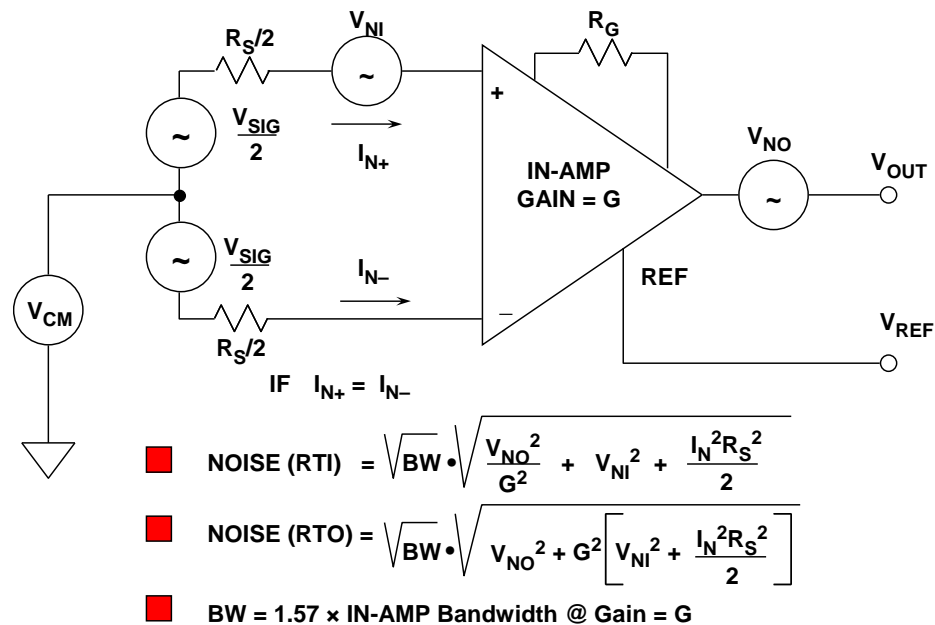 V_NI
R_G
R_S/2
~
+
~
V_SIG/2
I_N+
V_NO
V_OUT
IN-AMP
GAIN = G
~
~
V_SIG/2
I_N–
REF
V_CM
–
V_REF
R_S/2
IF I_N+ = I_N–
NOISE (RTI) = √BW • √(V_NO²/G² + V_NI² + I_N²R_S²/2)
NOISE (RTO) = √BW • √(V_NO² + G²[V_NI² + I_N²R_S²/2])
BW = 1.57 × IN-AMP Bandwidth @ Gain = G